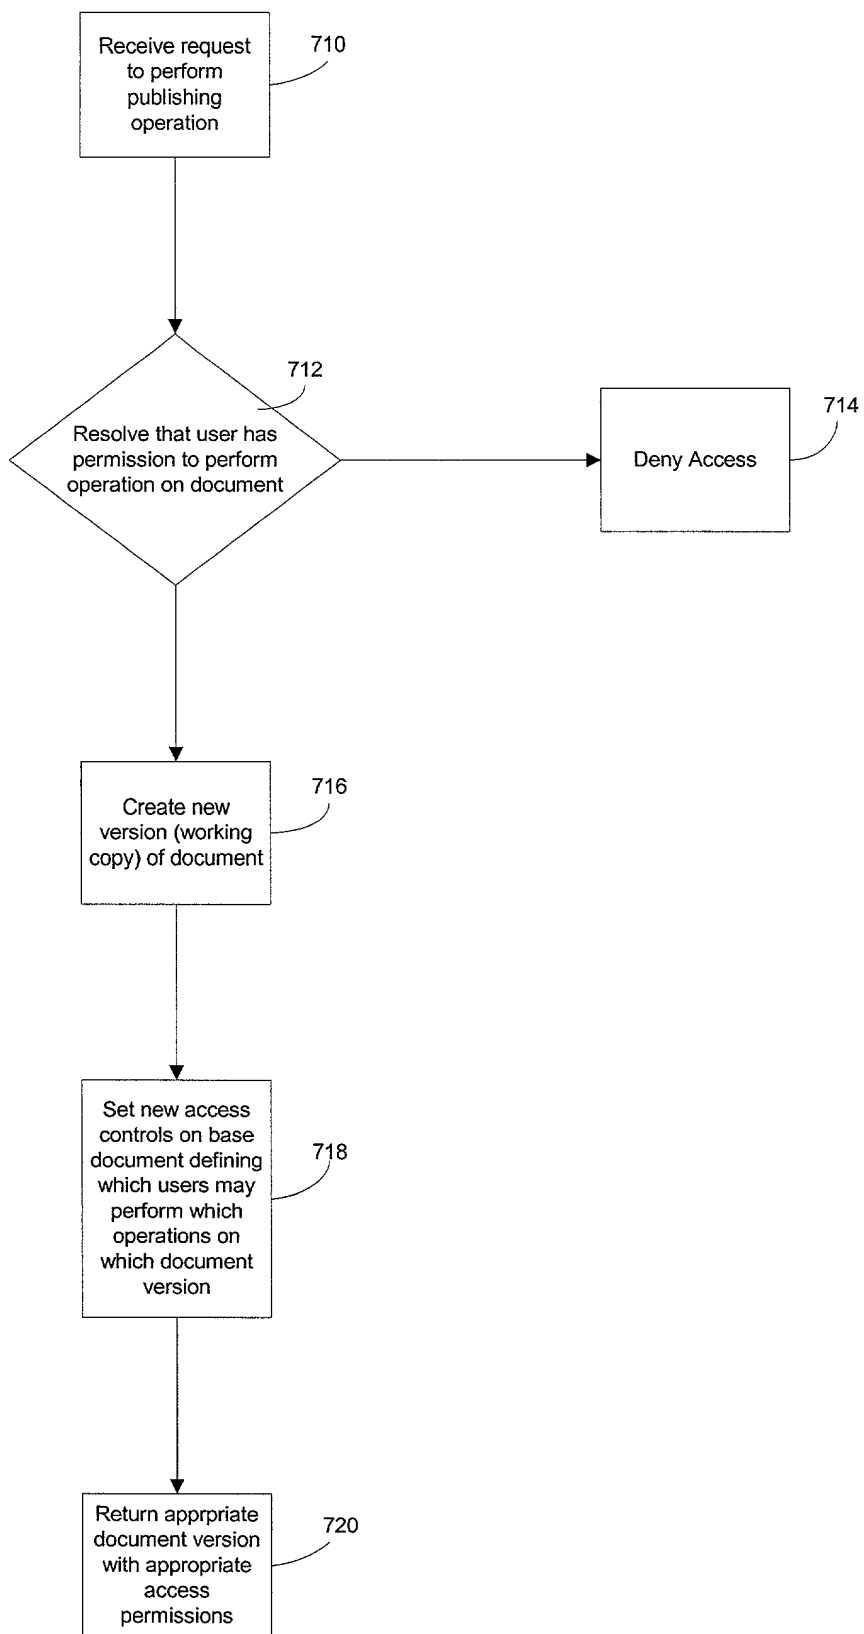 Receive request
to perform
publishing
operation
710
712
Resolve that user has
permission to perform
operation on document
714
Deny Access
716
Create new
version (working
copy) of document
Set new access
controls on base
document defining
which users may
perform which
operations on
which document
version
718
Return apprpriate
document version
with appropriate
access
permissions
720